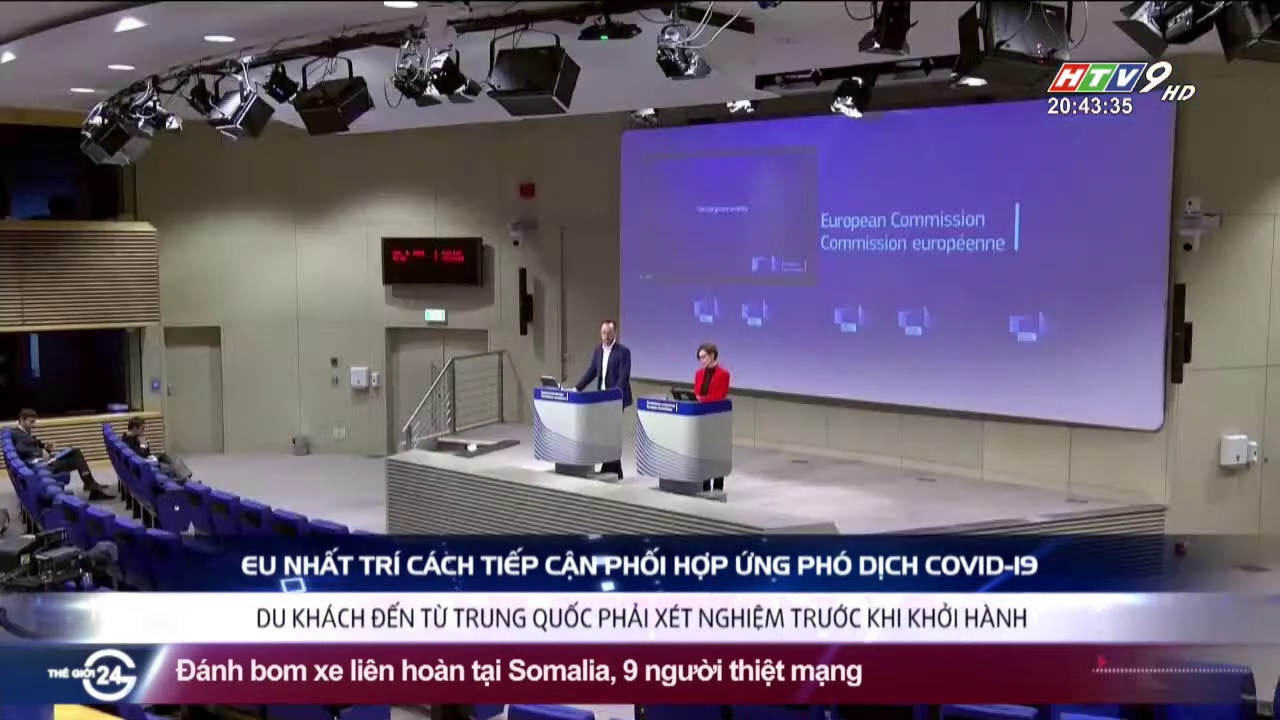 HTV9 HD
20:43:35
European Commission
Commission européenne
EU NHẤT TRÍ CÁCH TIẾP CẬN PHỐI HỢP ỨNG PHÓ DỊCH COVID-19
DU KHÁCH ĐẾN TỪ TRUNG QUỐC PHẢI XÉT NGHIỆM TRƯỚC KHI KHỞI HÀNH
THẾ GIỚI 24G
Đánh bom xe liên hoàn tại Somalia, 9 người thiệt mạng